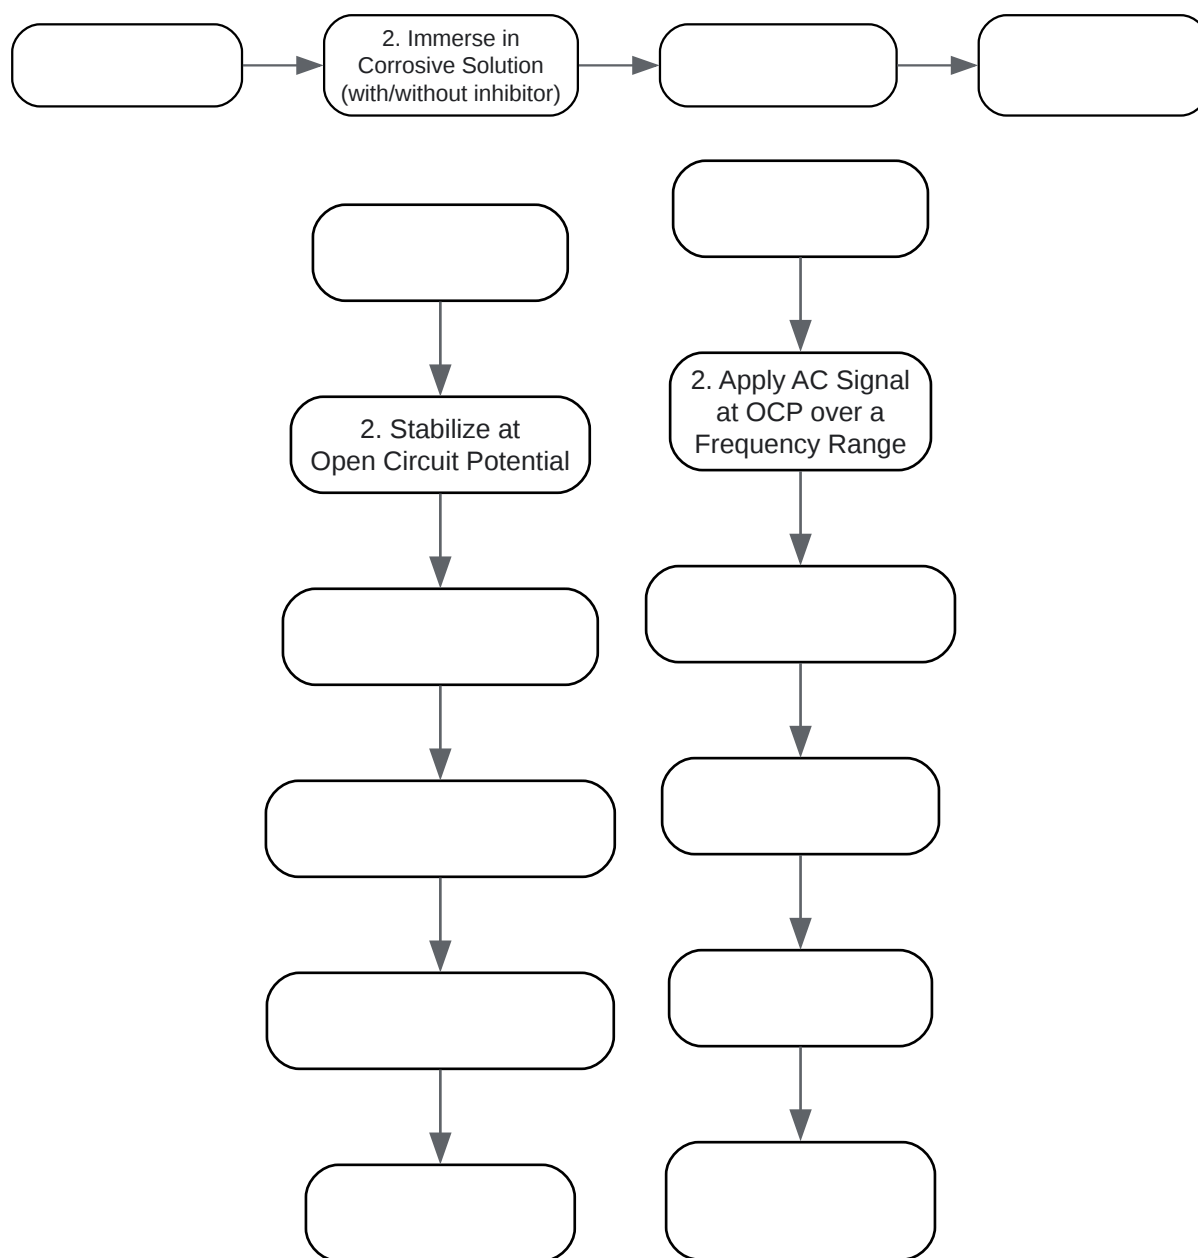 2. Immerse in
Corrosive Solution
(with/without inhibitor)
2. Stabilize at
Open Circuit Potential
2. Apply AC Signal
at OCP over a
Frequency Range